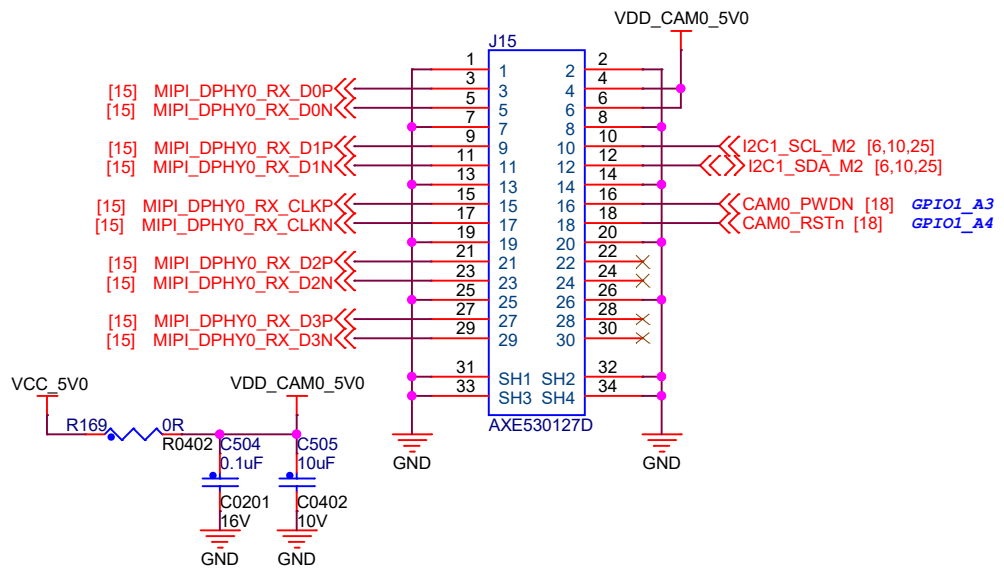 VDD_CAM0_5V0
J15
1 1 2 2
[15] MIPI_DPHY0_RX_D0P 3 3 4 4
[15] MIPI_DPHY0_RX_D0N 5 5 6 6
7 7 8 8
[15] MIPI_DPHY0_RX_D1P 9 9 10 10 I2C1_SCL_M2 [6,10,25]
[15] MIPI_DPHY0_RX_D1N 11 11 12 12 I2C1_SDA_M2 [6,10,25]
13 13 14 14
[15] MIPI_DPHY0_RX_CLKP 15 15 16 16 CAM0_PWDN [18] GPIO1_A3
[15] MIPI_DPHY0_RX_CLKN 17 17 18 18 CAM0_RSTn [18] GPIO1_A4
19 19 20 20
[15] MIPI_DPHY0_RX_D2P 21 21 22 22
[15] MIPI_DPHY0_RX_D2N 23 23 24 24
25 25 26 26
[15] MIPI_DPHY0_RX_D3P 27 27 28 28
[15] MIPI_DPHY0_RX_D3N 29 29 30 30
31 SH1 SH2 32
33 SH3 SH4 34
AXE530127D
GND GND
VCC_5V0 VDD_CAM0_5V0
R169 0R
R0402
C504 C505
0.1uF 10uF
C0201 C0402
16V 10V
GND GND